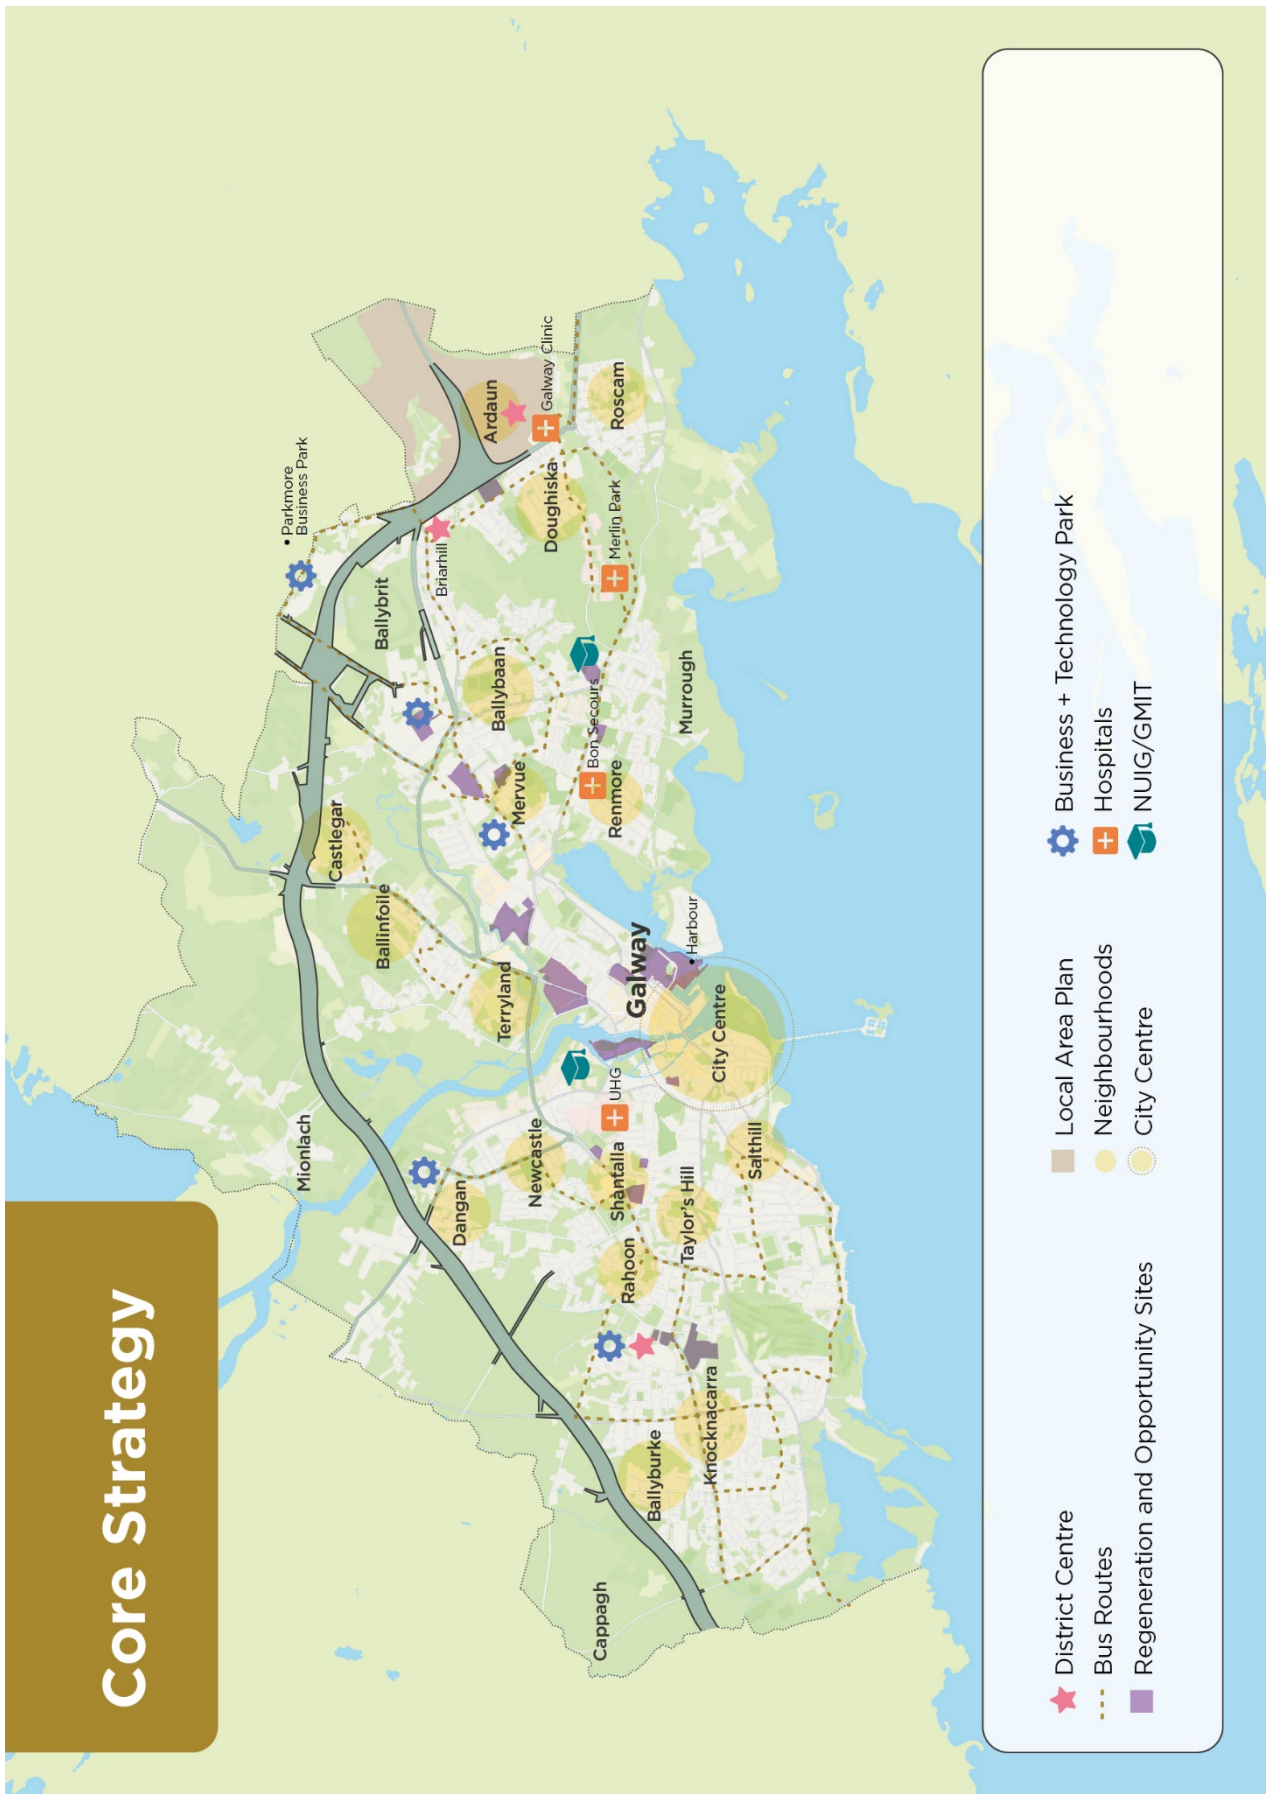 Core Strategy
Parkmore
Business Park
Mionlach
Castlegar
Ballybrit
Ballinfoile
Dangan
Briarhill
Ardaun
Galway Clinic
Terryland
Mervue
Ballybaan
Newcastle
Doughiska
Cappagh
Rahoon
Shantalla
UHG
Bon Secours
Merlin Park
Renmore
Roscam
Galway
Ballyburke
Taylor's Hill
Harbour
Murrough
Knocknacarra
City Centre
Salthill
District Centre
Bus Routes
Regeneration and Opportunity Sites
Local Area Plan
Neighbourhoods
City Centre
Business + Technology Park
Hospitals
NUIG/GMIT